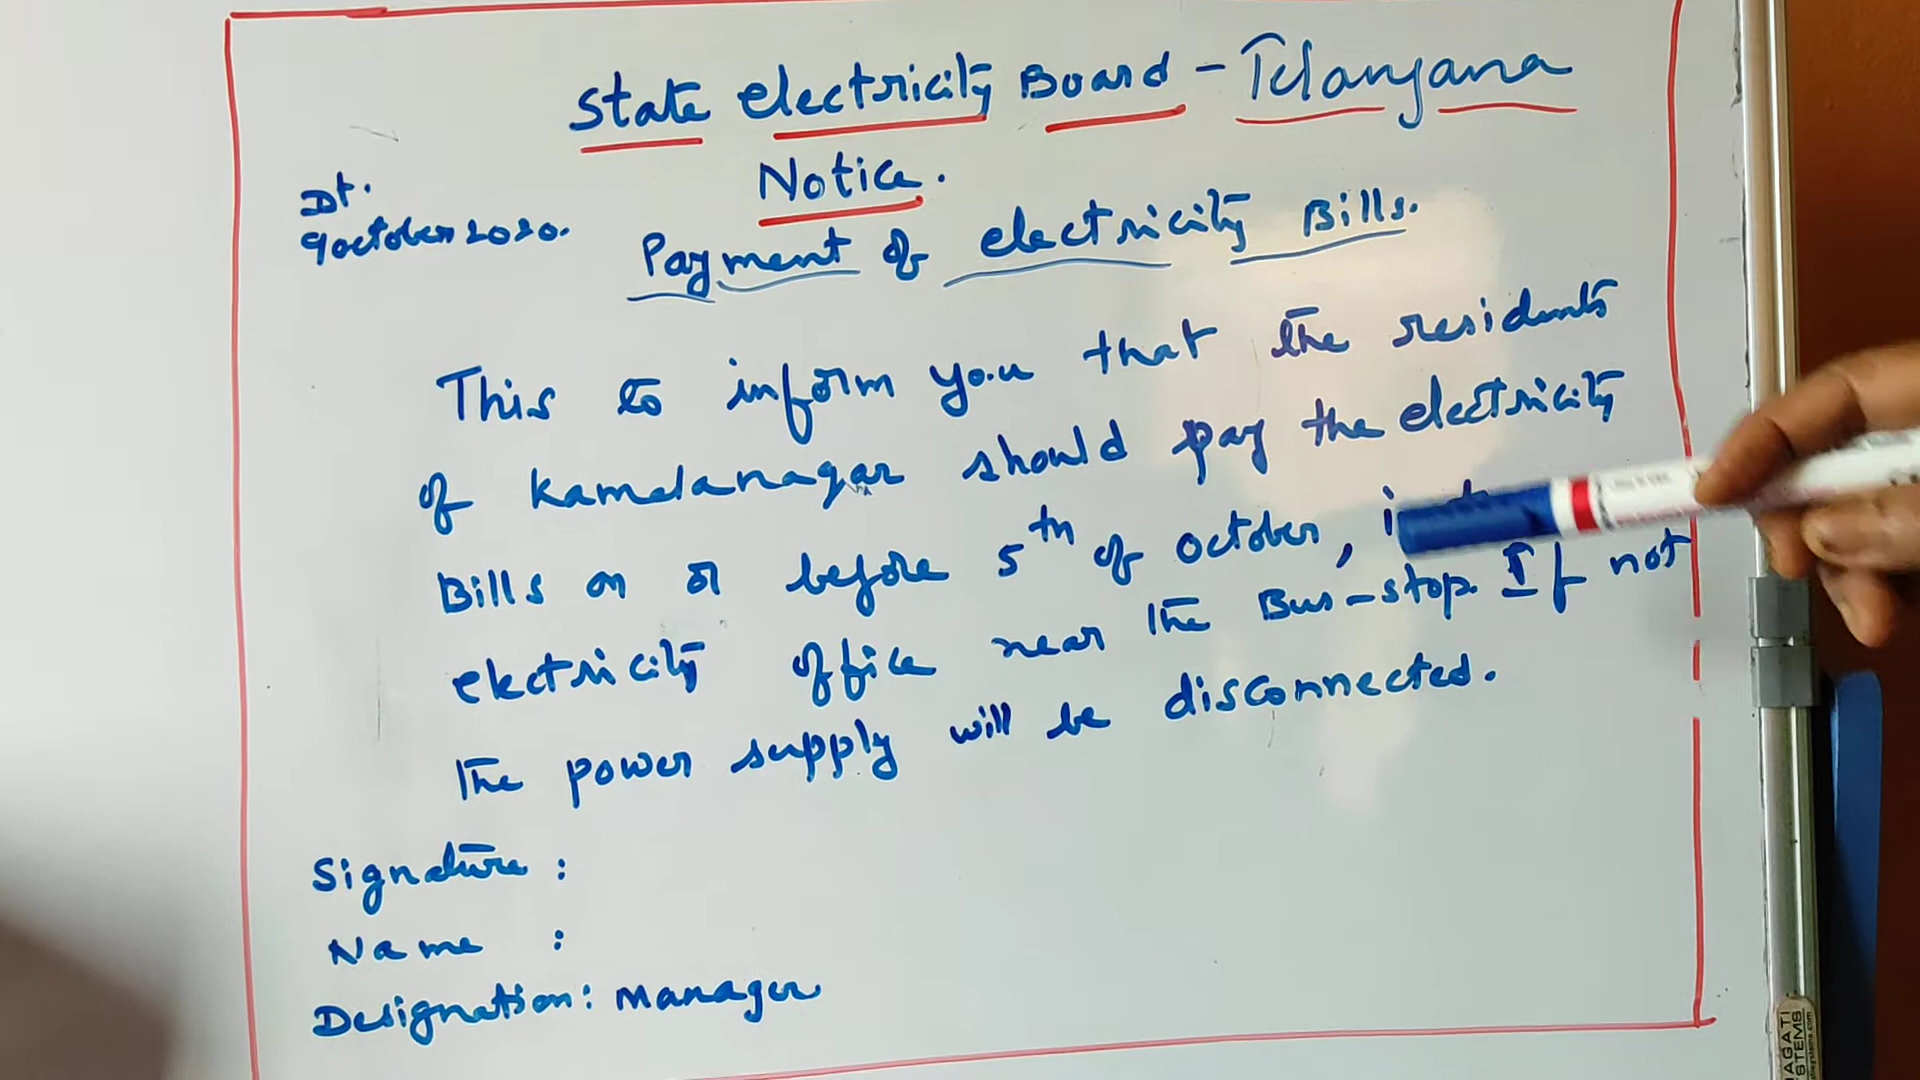 State electricity Board - Telangana
Notice.
Dt.
9 october 2020.
Payment of electricity Bills.
This to inform you that the residents
of kamalanagar should pay the electricity
Bills on or before 5th of october,
electricity office near the Bus-stop. If not
the power supply will be disconnected.
Signature :
Name :
Designation: Manager